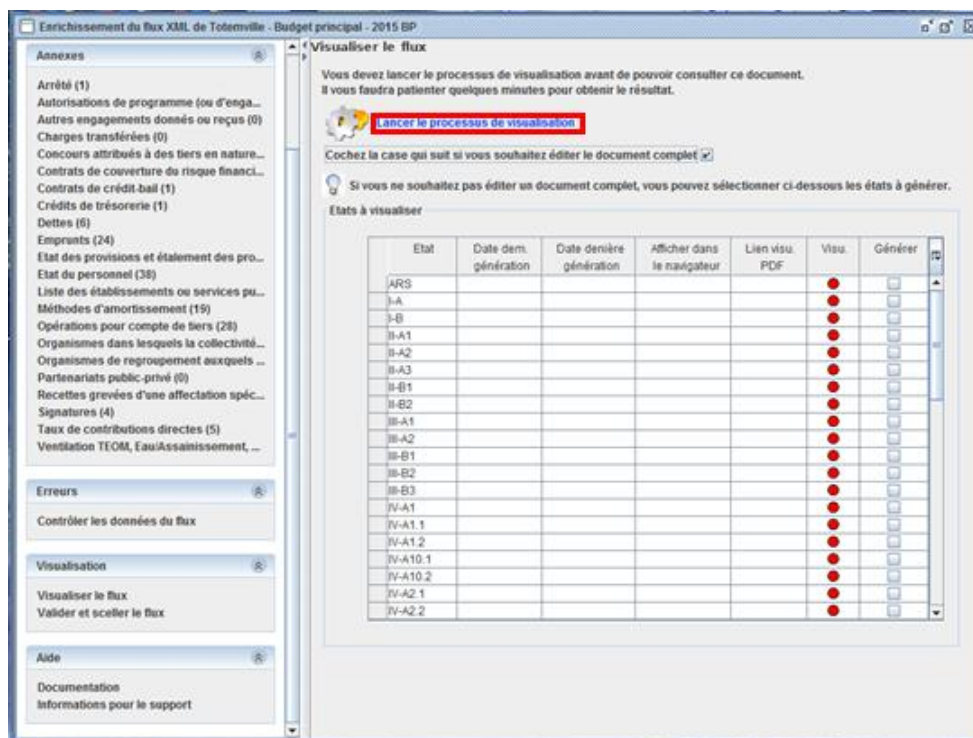 Enrichissement du flux XML de Totemville - Budget principal - 2015 BP
Annexes
Arrêté (1)
Autorisations de programme (ou d'enga...
Autres engagements donnés ou reçus (0)
Charges transférées (0)
Concours attribués à des tiers en nature...
Contrats de couverture du risque financi...
Contrats de crédit-bail (1)
Crédits de trésorerie (1)
Dettes (6)
Emprunts (24)
Etat des provisions et étalement des pro...
Etat du personnel (38)
Liste des établissements ou services pu...
Méthodes d'amortissement (19)
Opérations pour compte de tiers (28)
Organismes dans lesquels la collectivité...
Organismes de regroupement auxquels ...
Partenariats public-privé (0)
Recettes grevées d'une affectation spéc...
Signatures (4)
Taux de contributions directes (5)
Ventilation TEOM, Eau/Assainissement, ...
Erreurs
Contrôler les données du flux
Visualisation
Visualiser le flux
Valider et sceller le flux
Aide
Documentation
Informations pour le support
Visualiser le flux
Vous devez lancer le processus de visualisation avant de pouvoir consulter ce document.
Il vous faudra patienter quelques minutes pour obtenir le résultat.
Lancer le processus de visualisation
Cochez la case qui suit si vous souhaitez éditer le document complet
Si vous ne souhaitez pas éditer un document complet, vous pouvez sélectionner ci-dessous les états à générer.
Etats à visualiser
Etat Date dem. génération Date denière génération Afficher dans le navigateur Lien visu. PDF Visu. Générer
ARS
I-A
I-B
II-A1
II-A2
II-A3
II-B1
II-B2
III-A1
III-A2
III-B1
III-B2
III-B3
IV-A1
IV-A1.1
IV-A1.2
IV-A10.1
IV-A10.2
IV-A2.1
IV-A2.2